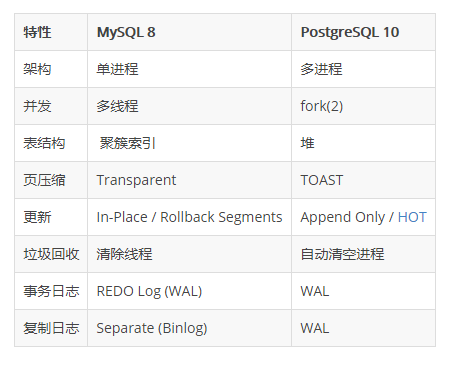 特性 MySQL 8 PostgreSQL 10
架构 单进程 多进程
并发 多线程 fork(2)
表结构 聚簇索引 堆
页压缩 Transparent TOAST
更新 In-Place / Rollback Segments Append Only / HOT
垃圾回收 清除线程 自动清空进程
事务日志 REDO Log (WAL) WAL
复制日志 Separate (Binlog) WAL